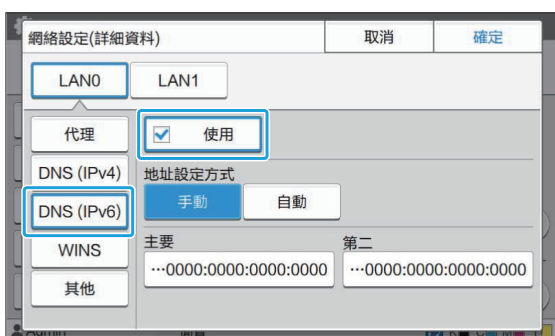 網絡設定(詳細資料) 取消 確定
LAN0 LAN1
代理 使用
DNS (IPv4) 地址設定方式
DNS (IPv6) 手動 自動
WINS 主要 第二
…0000:0000:0000:0000 …0000:0000:0000:0000
其他
Admin